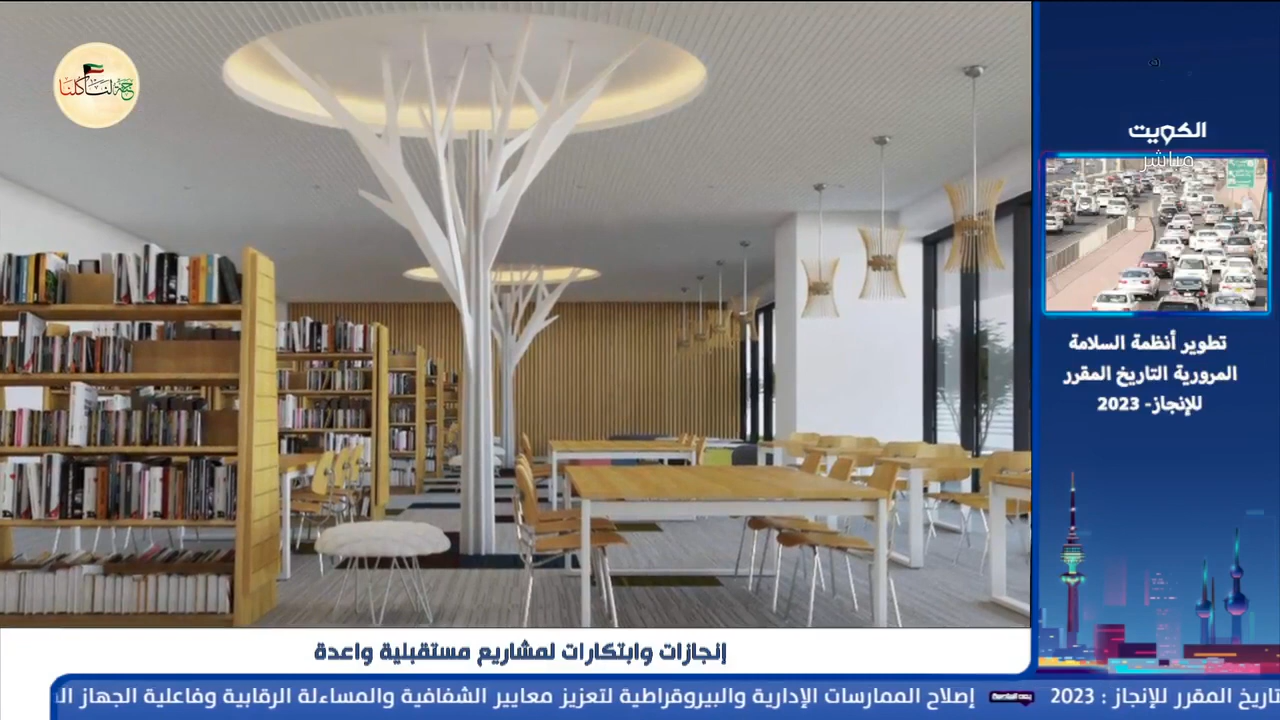 الكويت
مباشر
تطوير أنظمة السلامة
المرورية التاريخ المقرر
للإنجاز- 2023
إنجازات وابتكارات لمشاريع مستقبلية واعدة
تاريخ المقرر للإنجاز : 2023
إصلاح الممارسات الإدارية والبيروقراطية لتعزيز معايير الشفافية والمساءلة الرقابية وفاعلية الجهاز